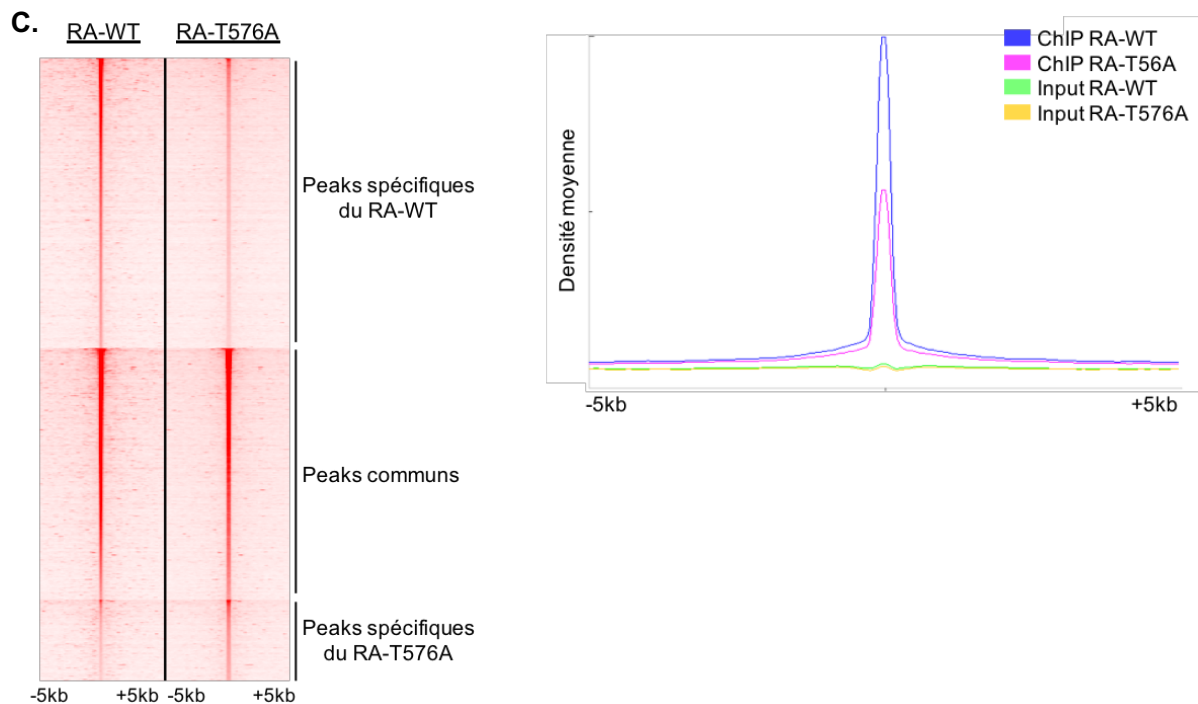 C.
RA-WT
RA-T576A
Peaks spécifiques
du RA-WT
Peaks communs
Peaks spécifiques
du RA-T576A
-5kb
+5kb
-5kb
+5kb
Densité moyenne
ChIP RA-WT
ChIP RA-T56A
Input RA-WT
Input RA-T576A
-5kb
+5kb